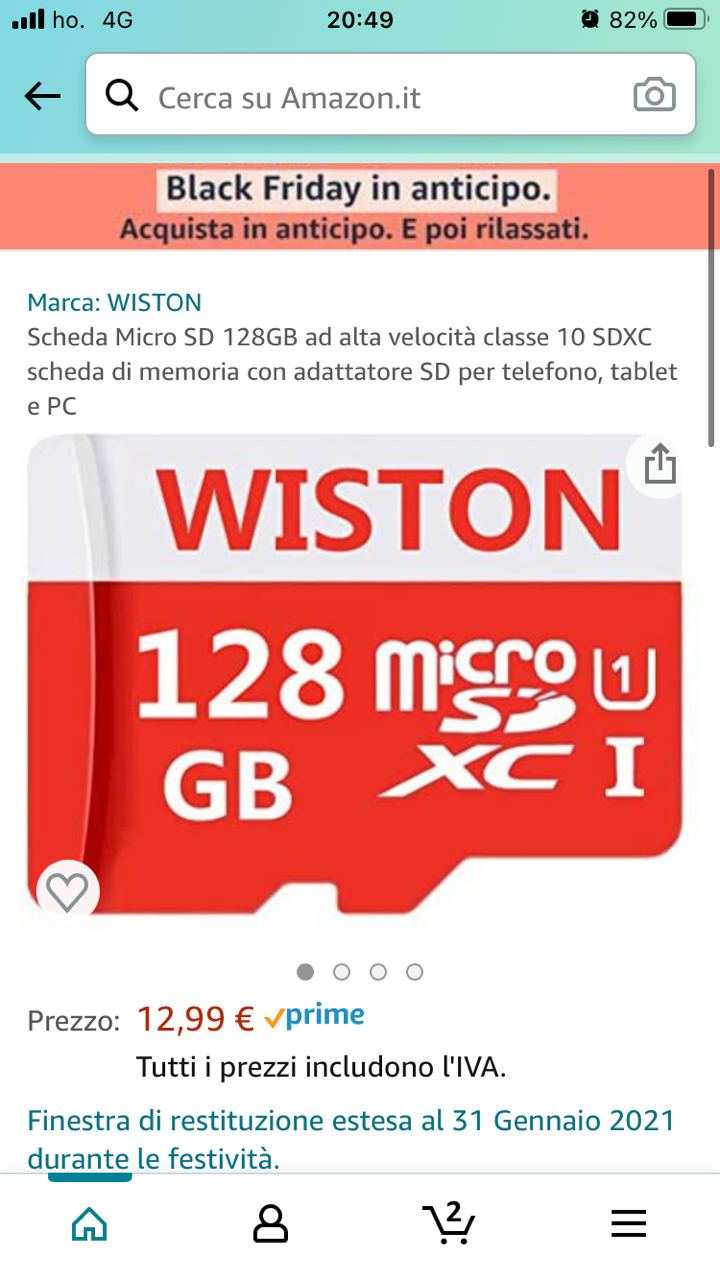 ho. 4G 20:49 82%
Cerca su Amazon.it
Black Friday in anticipo.
Acquista in anticipo. E poi rilassati.
Marca: WISTON
Scheda Micro SD 128GB ad alta velocità classe 10 SDXC
scheda di memoria con adattatore SD per telefono, tablet
e PC
WISTON
128 micro SD U1
GB XC I
Prezzo: 12,99 € prime
Tutti i prezzi includono l'IVA.
Finestra di restituzione estesa al 31 Gennaio 2021
durante le festività.
2